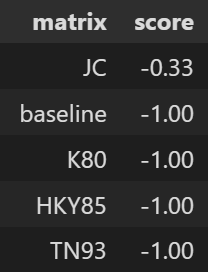 matrix score
JC -0.33
baseline -1.00
K80 -1.00
HKY85 -1.00
TN93 -1.00